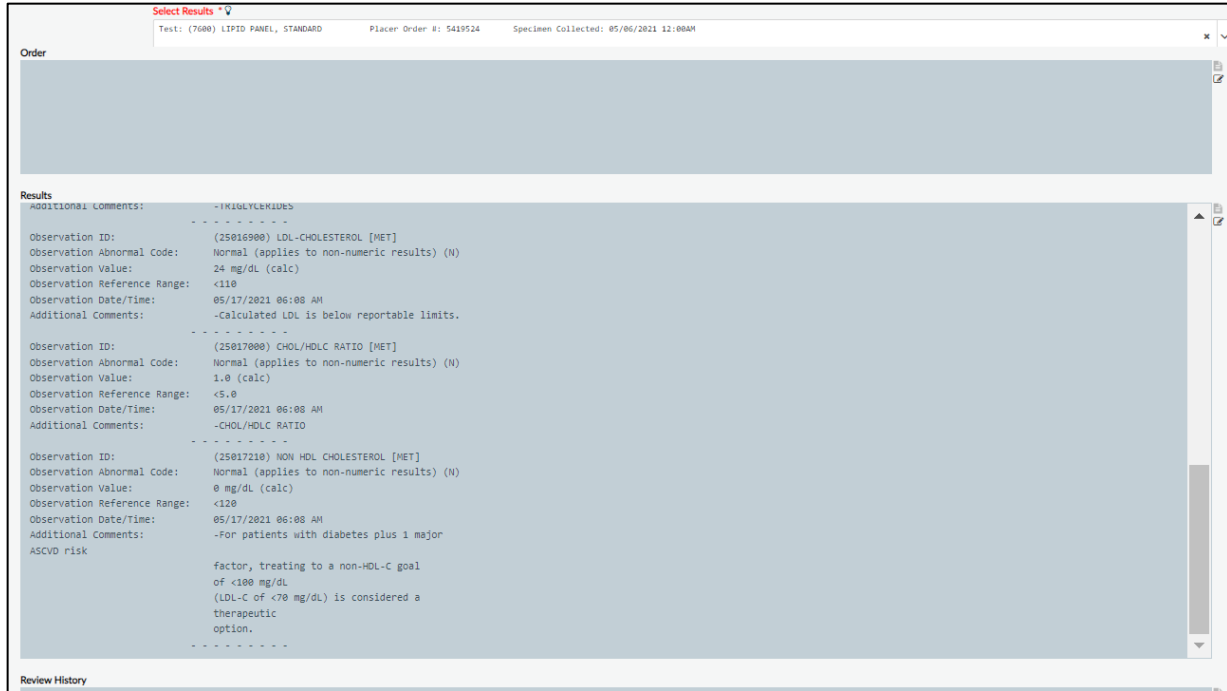 Select Results *
Test: (7600) LIPID PANEL, STANDARD Placer Order #: 5419524 Specimen Collected: 05/06/2021 12:00AM
Order
Results
Additional Comments: -TRIGLYCERIDES
- - - - - - - - -
Observation ID: (25016900) LDL-CHOLESTEROL [MET]
Observation Abnormal Code: Normal (applies to non-numeric results) (N)
Observation Value: 24 mg/dL (calc)
Observation Reference Range: <110
Observation Date/Time: 05/17/2021 06:08 AM
Additional Comments: -Calculated LDL is below reportable limits.
- - - - - - - - -
Observation ID: (25017000) CHOL/HDLC RATIO [MET]
Observation Abnormal Code: Normal (applies to non-numeric results) (N)
Observation Value: 1.0 (calc)
Observation Reference Range: <5.0
Observation Date/Time: 05/17/2021 06:08 AM
Additional Comments: -CHOL/HDLC RATIO
- - - - - - - - -
Observation ID: (25017210) NON HDL CHOLESTEROL [MET]
Observation Abnormal Code: Normal (applies to non-numeric results) (N)
Observation Value: 0 mg/dL (calc)
Observation Reference Range: <120
Observation Date/Time: 05/17/2021 06:08 AM
Additional Comments: -For patients with diabetes plus 1 major
ASCVD risk
factor, treating to a non-HDL-C goal
of <100 mg/dL
(LDL-C of <70 mg/dL) is considered a
therapeutic
option.
- - - - - - - - -
Review History